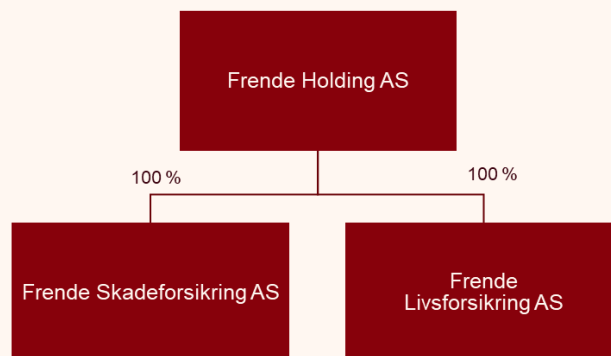 Frende Holding AS
100 %
100 %
Frende Skadeforsikring AS
Frende
Livsforsikring AS